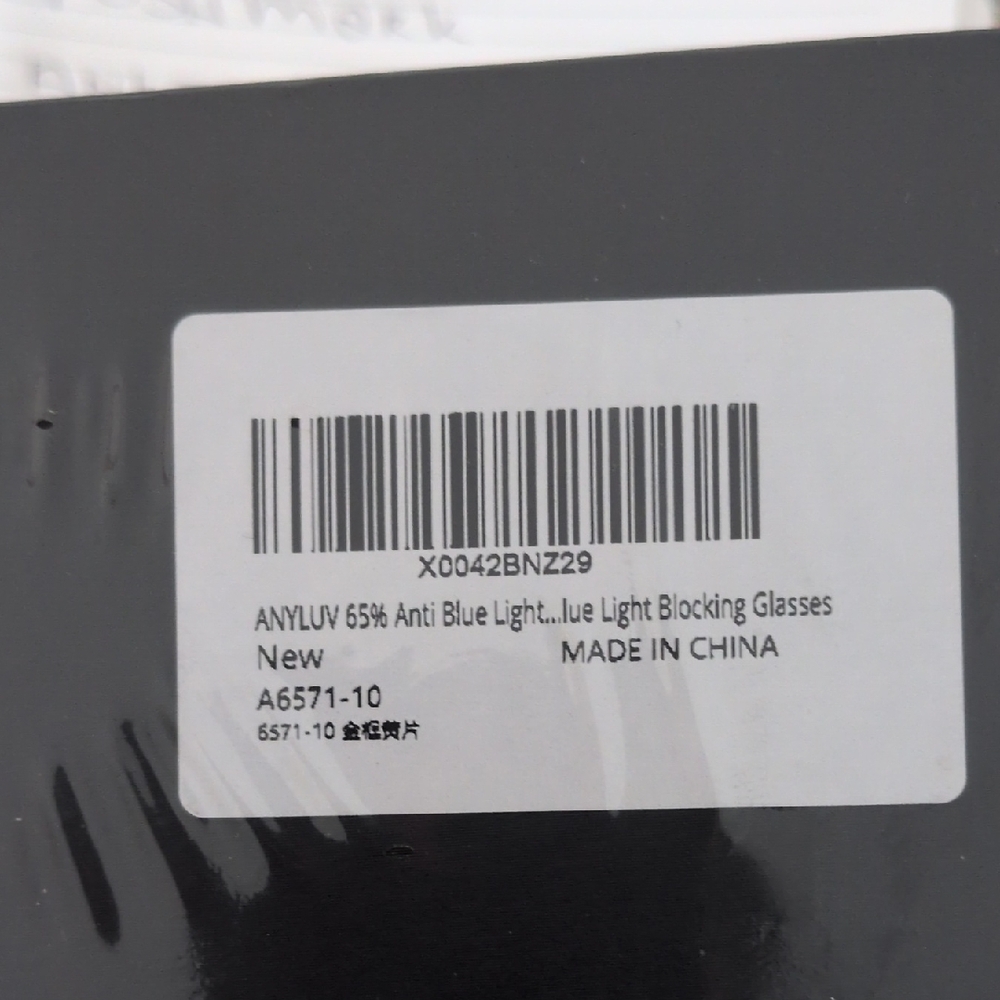 X0042BNZ29
ANYLUV 65% Anti Blue Light...lue Light Blocking Glasses
New MADE IN CHINA
A6571-10
6571-10 金框黄片